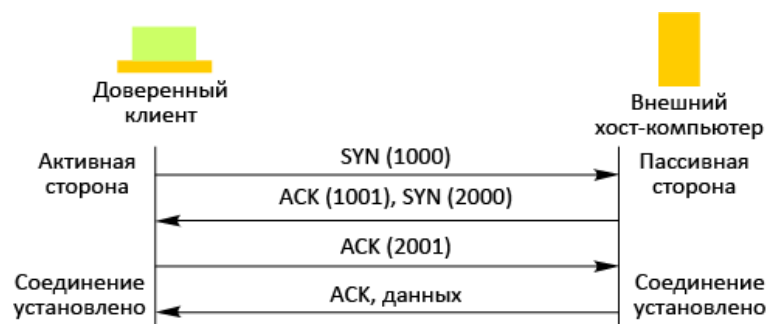 Доверенный
клиент
Внешний
хост-компьютер
Активная
сторона
SYN (1000)
Пассивная
сторона
ACK (1001), SYN (2000)
ACK (2001)
Соединение
установлено
ACK, данных
Соединение
установлено